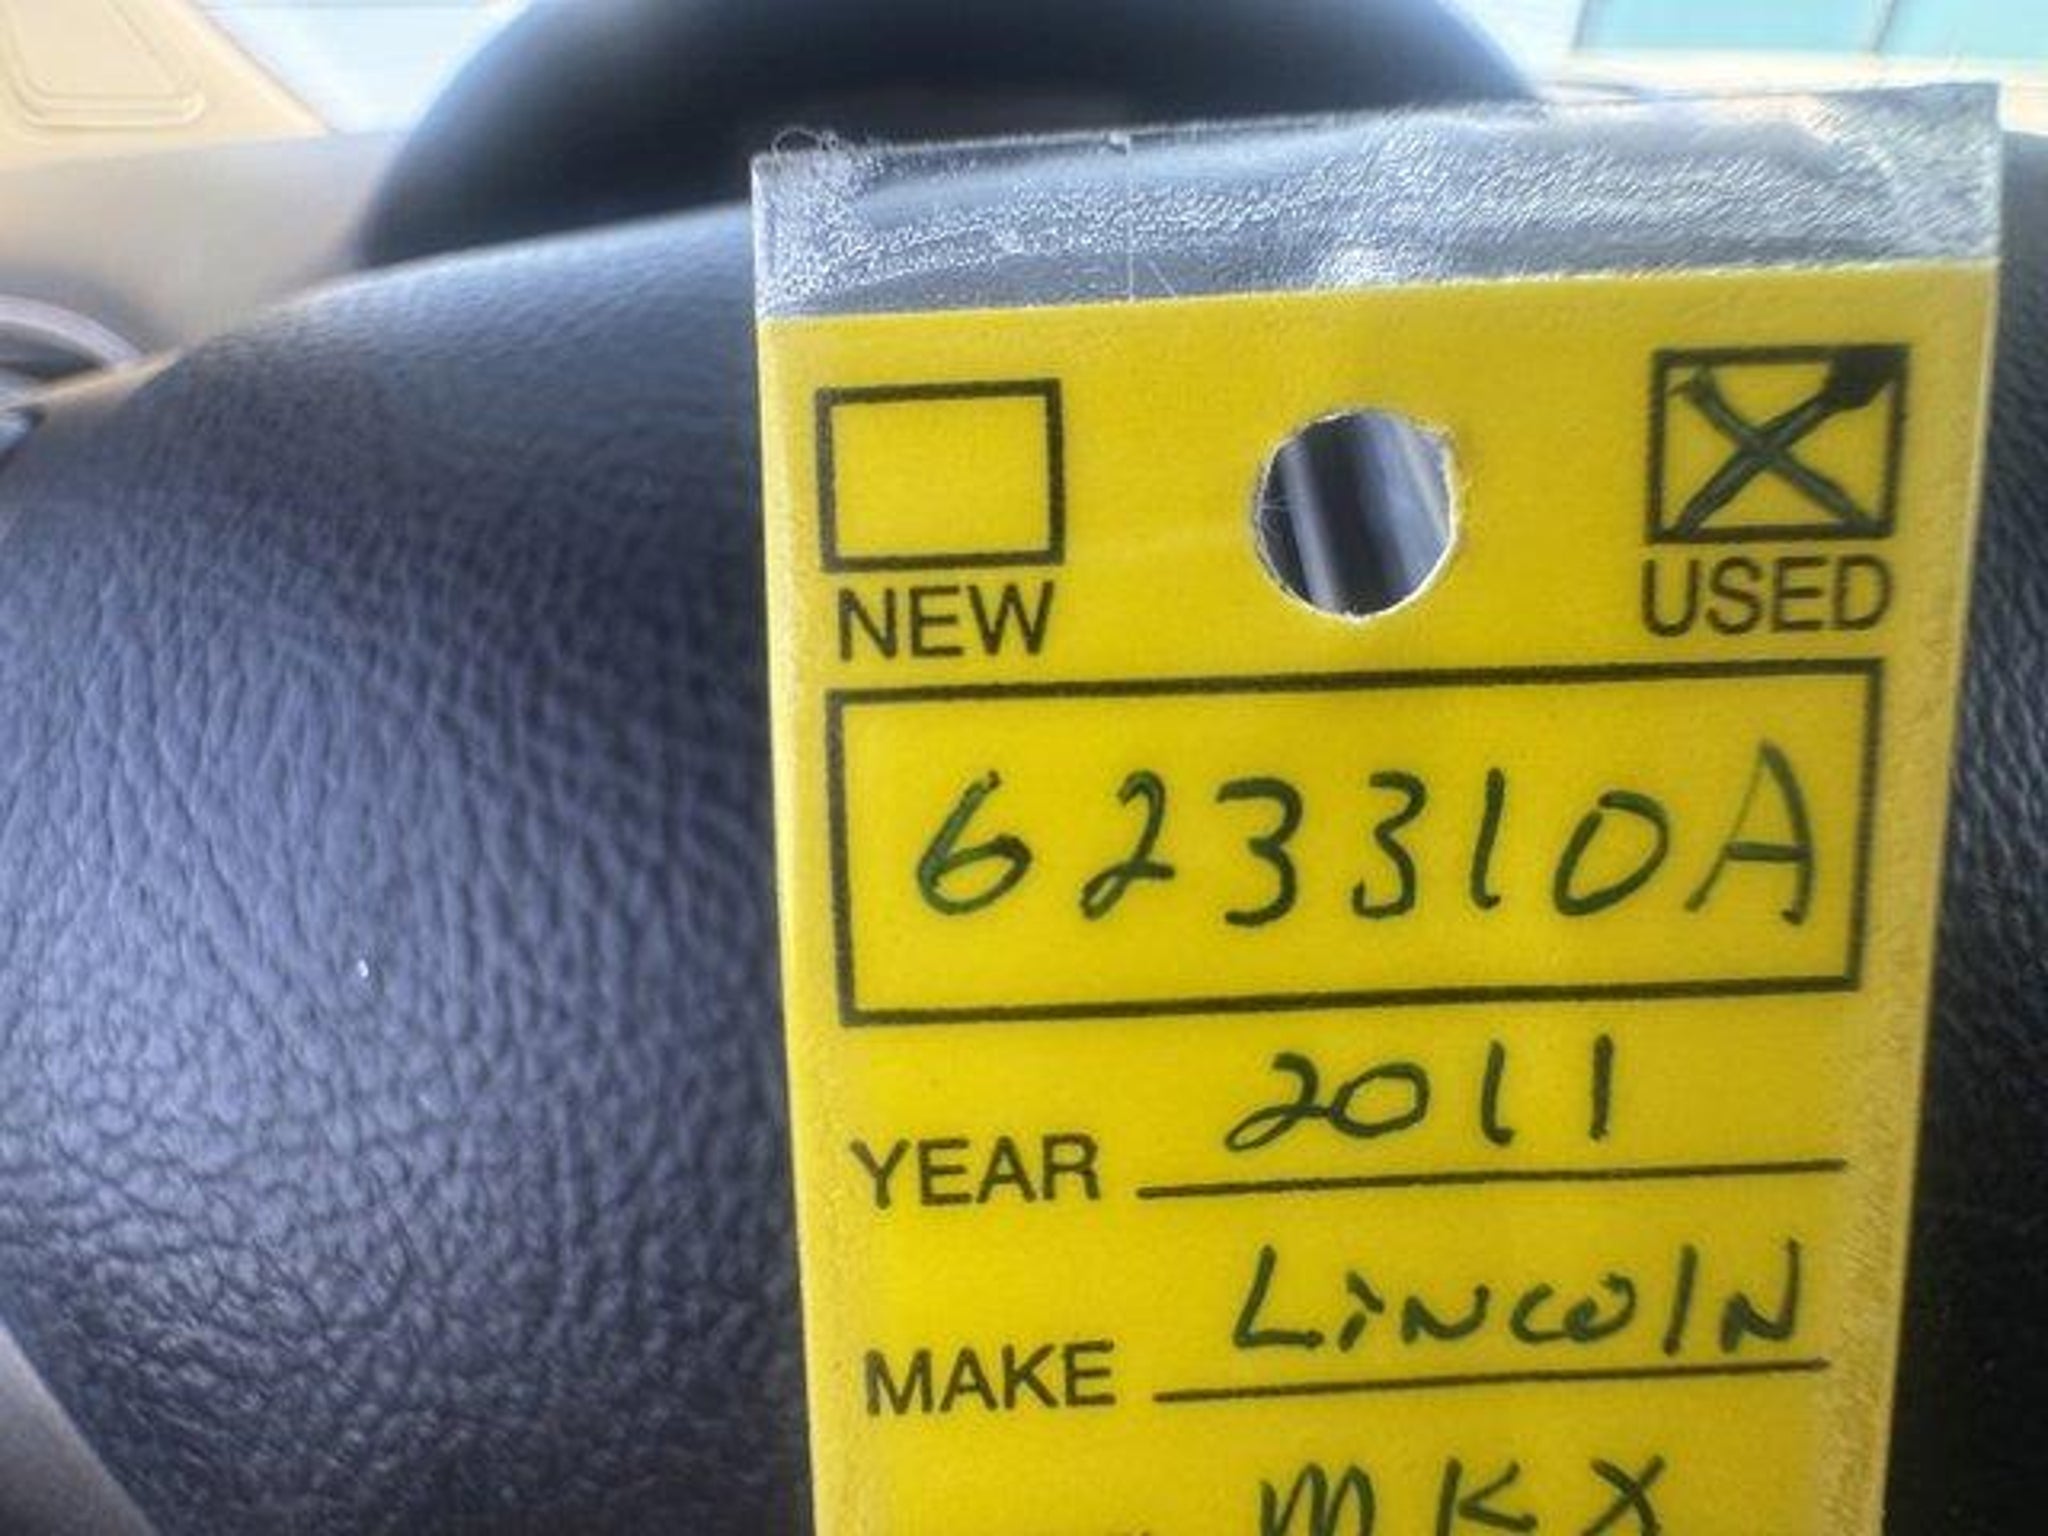 NEW USED
623310A
YEAR 2011
MAKE LINCOLN
MKX